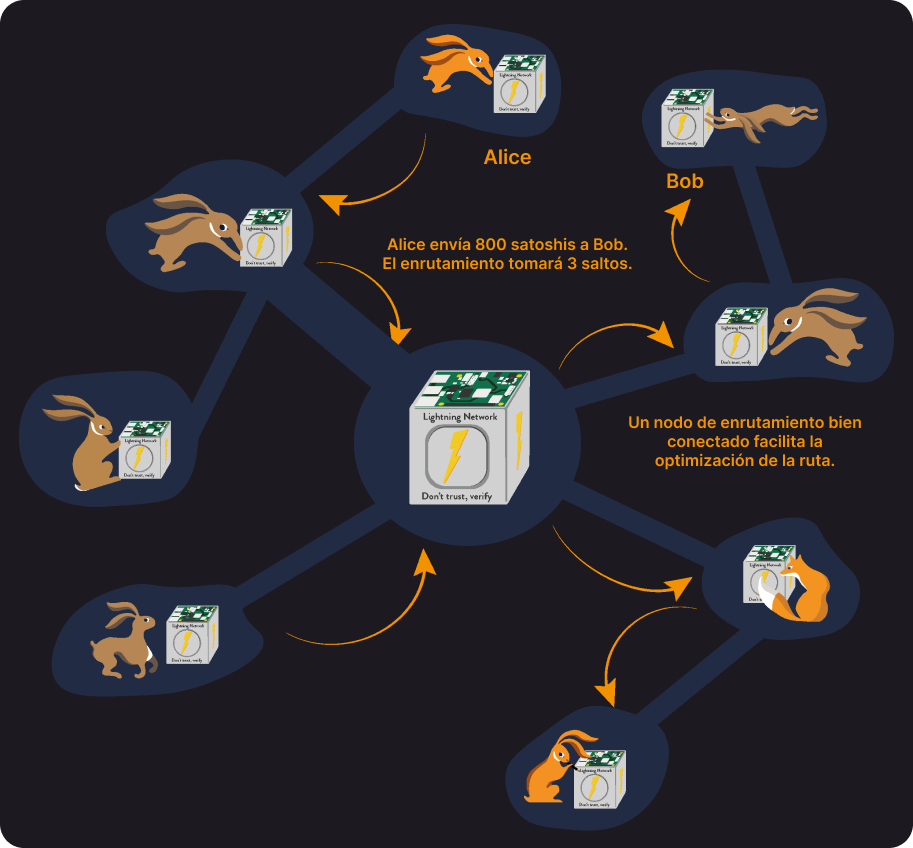 Lightning Network
Don't trust, verify
Alice
Lightning Network
Don't trust, verify
Bob
Lightning Network
Don't trust, verify
Alice envía 800 satoshis a Bob.
El enrutamiento tomará 3 saltos.
Lightning Network
Don't trust, verify
Lightning Network
Don't trust, verify
Un nodo de enrutamiento bien
conectado facilita la
optimización de la ruta.
Lightning Network
Don't trust, verify
Lightning Network
Don't
Lightning Network
Don't trust, verify
Lightning Network
Don't trust, verify